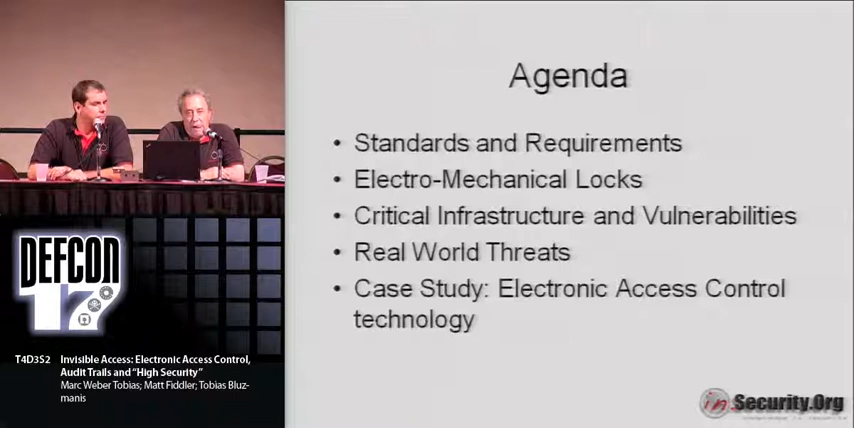 Agenda
• Standards and Requirements
• Electro-Mechanical Locks
• Critical Infrastructure and Vulnerabilities
• Real World Threats
• Case Study: Electronic Access Control
technology
DEFCON
17
T4D3S2 Invisible Access: Electronic Access Control,
Audit Trails and “High Security”
Marc Weber Tobias; Matt Fiddler; Tobias Bluz-
manis
in.Security.Org